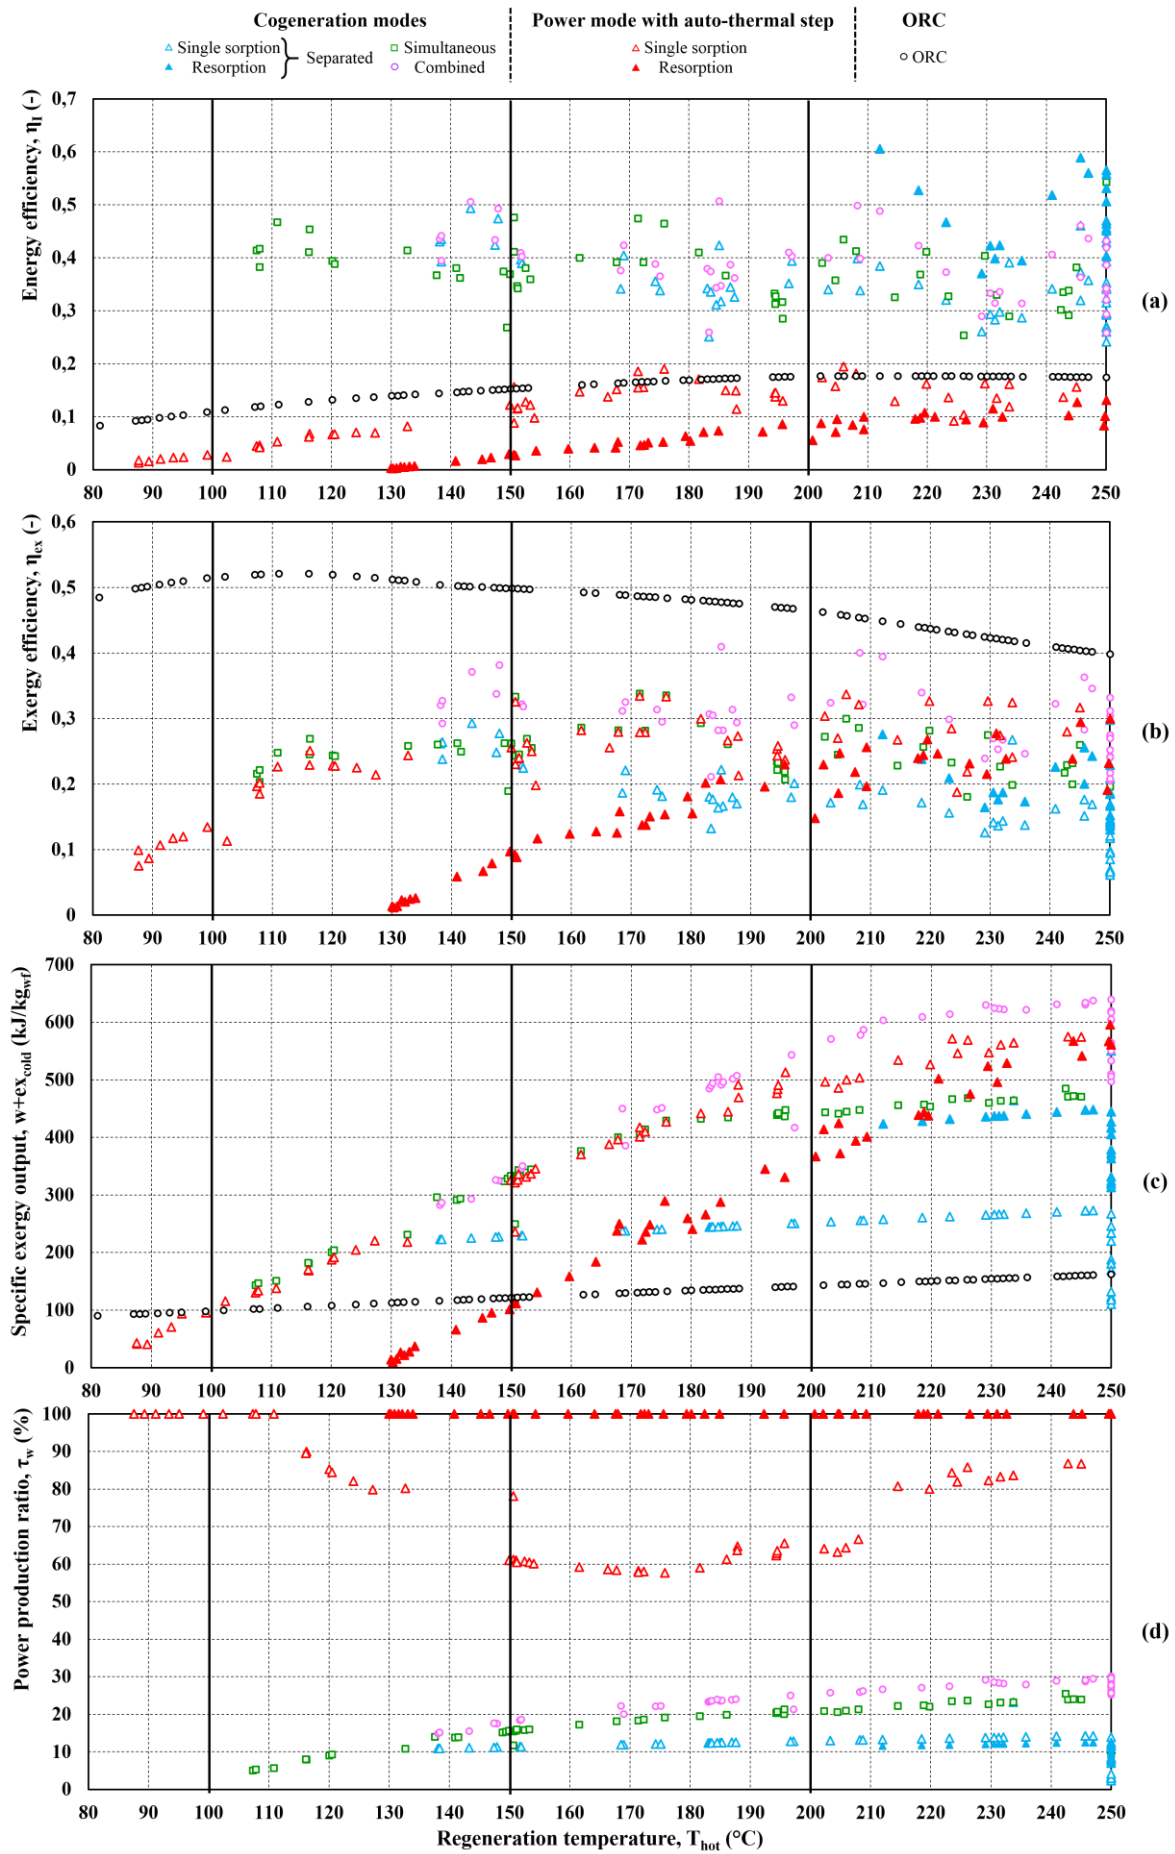 Cogeneration modes
Power mode with auto-thermal step
ORC
Single sorption
Resorption
Separated
Simultaneous
Combined
Single sorption
Resorption
ORC
Energy efficiency, ηI (-)
0,7
0,6
0,5
0,4
0,3
0,2
0,1
0
80 90 100 110 120 130 140 150 160 170 180 190 200 210 220 230 240 250
(a)
Exergy efficiency, ηex (-)
0,6
0,5
0,4
0,3
0,2
0,1
0
80 90 100 110 120 130 140 150 160 170 180 190 200 210 220 230 240 250
(b)
Specific exergy output, w+excold (kJ/kgwf)
700
600
500
400
300
200
100
0
80 90 100 110 120 130 140 150 160 170 180 190 200 210 220 230 240 250
(c)
Power production ratio, τw (%)
100
90
80
70
60
50
40
30
20
10
0
80 90 100 110 120 130 140 150 160 170 180 190 200 210 220 230 240 250
(d)
Regeneration temperature, Thot (°C)